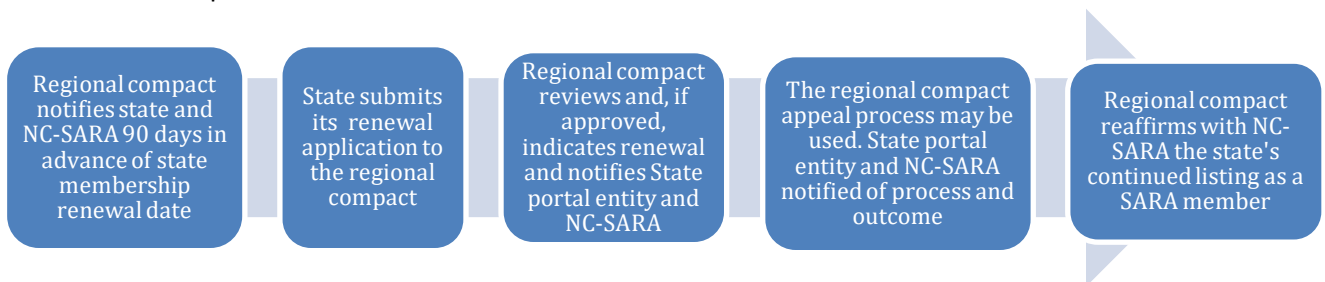 Regional compact
notifies state and
NC-SARA 90 days in
advance of state
membership
renewal date
State submits
its renewal
application to
the regional
compact
Regional compact
reviews and, if
approved,
indicates renewal
and notifies State
portal entity and
NC-SARA
The regional compact
appeal process may be
used. State portal
entity and NC-SARA
notified of process and
outcome
Regional compact
reaffirms with NC-
SARA the state's
continued listing as a
SARA member